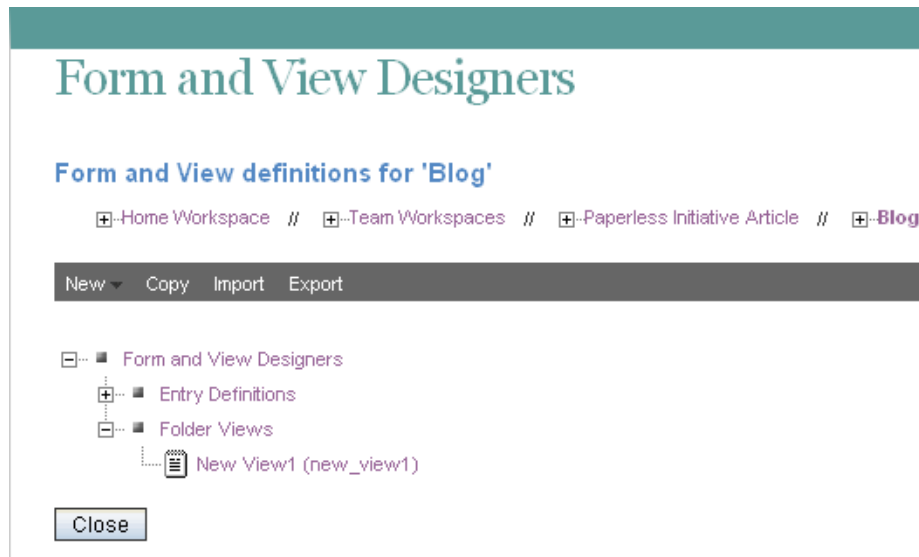 Form and View Designers
Form and View definitions for 'Blog'
Home Workspace // Team Workspaces // Paperless Initiative Article // Blog
New Copy Import Export
Form and View Designers
Entry Definitions
Folder Views
New View1 (new_view1)
Close